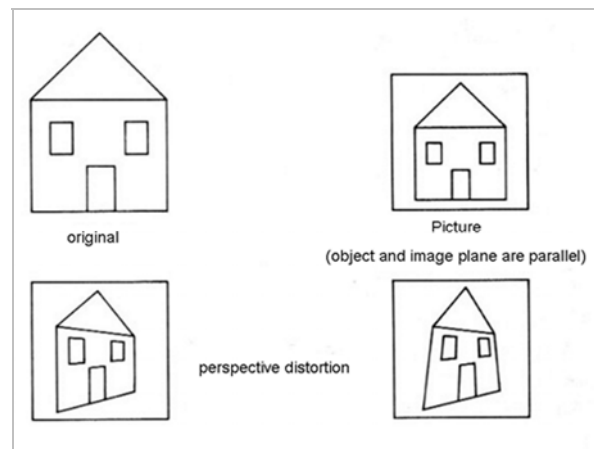 original
Picture
(object and image plane are parallel)
perspective distortion